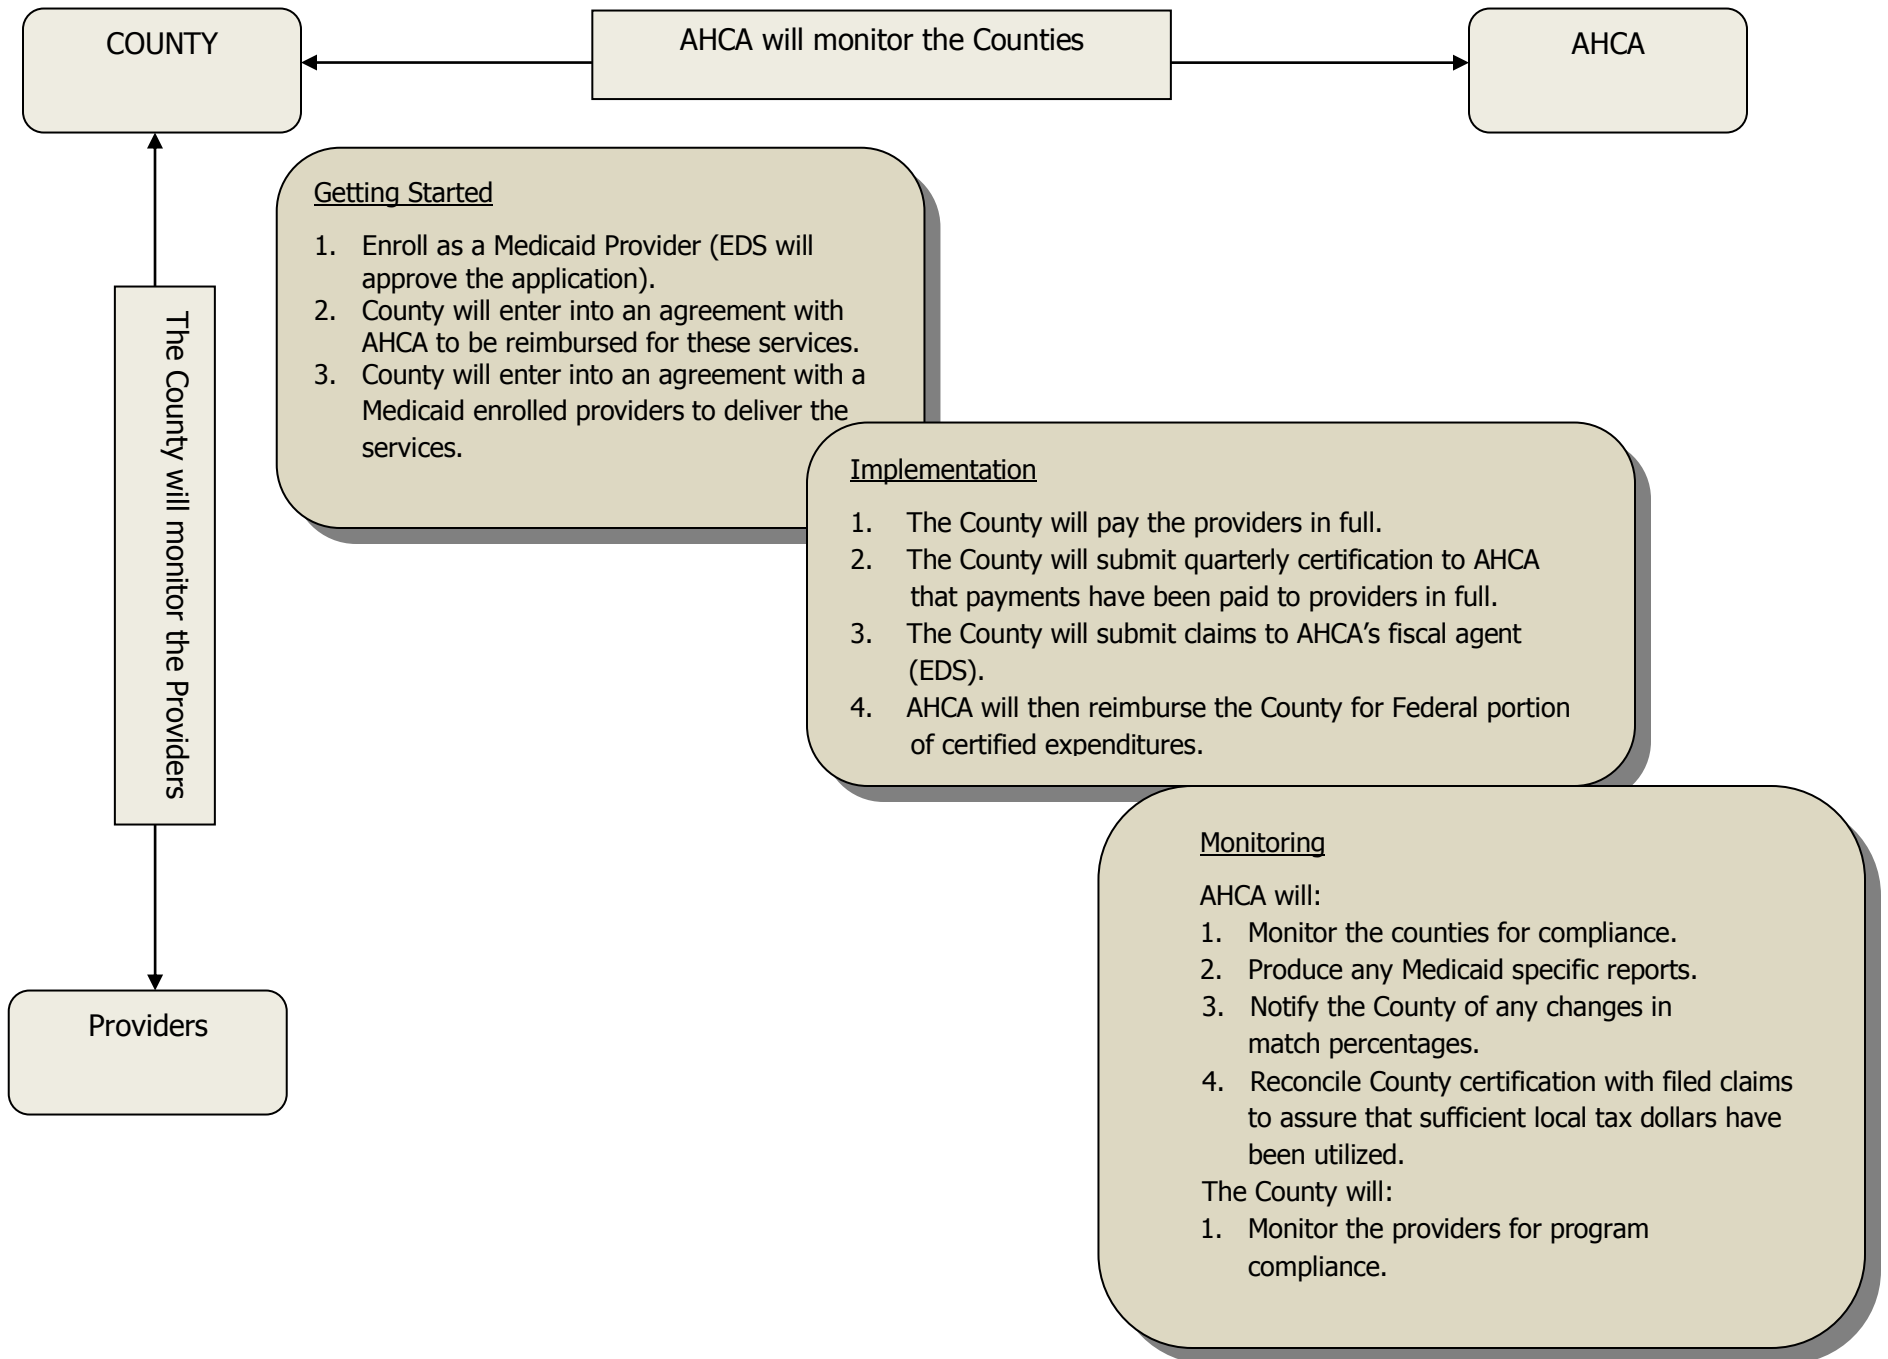 COUNTY
AHCA will monitor the Counties
AHCA
Getting Started
1. Enroll as a Medicaid Provider (EDS will
approve the application).
2. County will enter into an agreement with
AHCA to be reimbursed for these services.
3. County will enter into an agreement with a
Medicaid enrolled providers to deliver the
services.
The County will monitor the Providers
Implementation
1. The County will pay the providers in full.
2. The County will submit quarterly certification to AHCA
that payments have been paid to providers in full.
3. The County will submit claims to AHCA’s fiscal agent
(EDS).
4. AHCA will then reimburse the County for Federal portion
of certified expenditures.
Monitoring
AHCA will:
1. Monitor the counties for compliance.
2. Produce any Medicaid specific reports.
3. Notify the County of any changes in
match percentages.
4. Reconcile County certification with filed claims
to assure that sufficient local tax dollars have
been utilized.
The County will:
1. Monitor the providers for program
compliance.
Providers